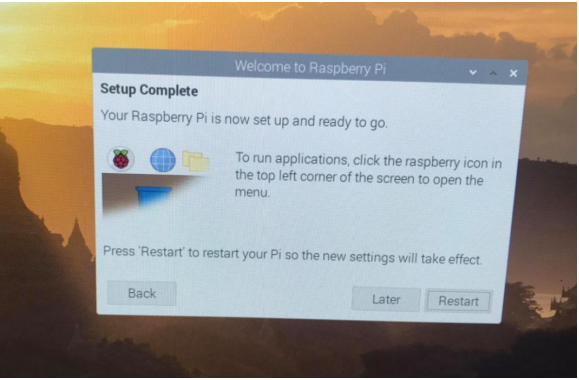 Welcome to Raspberry Pi
Setup Complete
Your Raspberry Pi is now set up and ready to go.
To run applications, click the raspberry icon in
the top left corner of the screen to open the
menu.
Press 'Restart' to restart your Pi so the new settings will take effect.
Back
Later
Restart